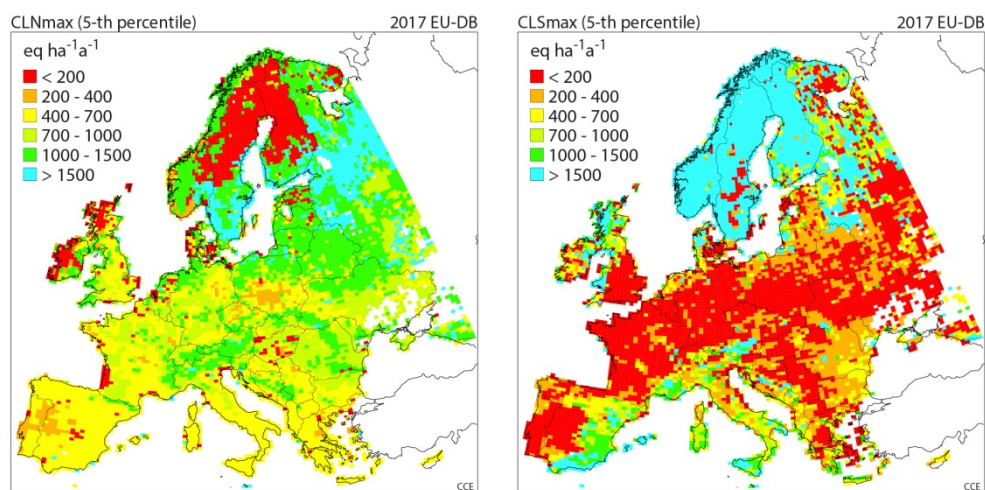 CLNmax (5-th percentile) 2017 EU-DB
eq ha⁻¹a⁻¹
< 200
200 - 400
400 - 700
700 - 1000
1000 - 1500
> 1500
CCE
CLSmax (5-th percentile) 2017 EU-DB
eq ha⁻¹a⁻¹
< 200
200 - 400
400 - 700
700 - 1000
1000 - 1500
> 1500
CCE